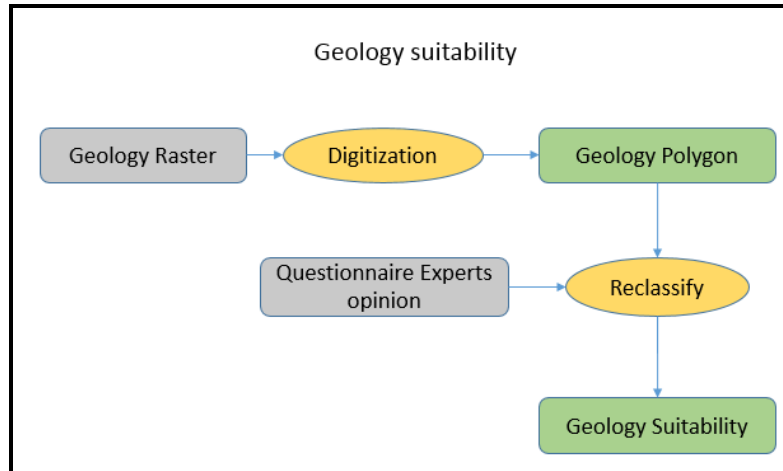 Geology suitability
Geology Raster
Digitization
Geology Polygon
Questionnaire Experts
opinion
Reclassify
Geology Suitability